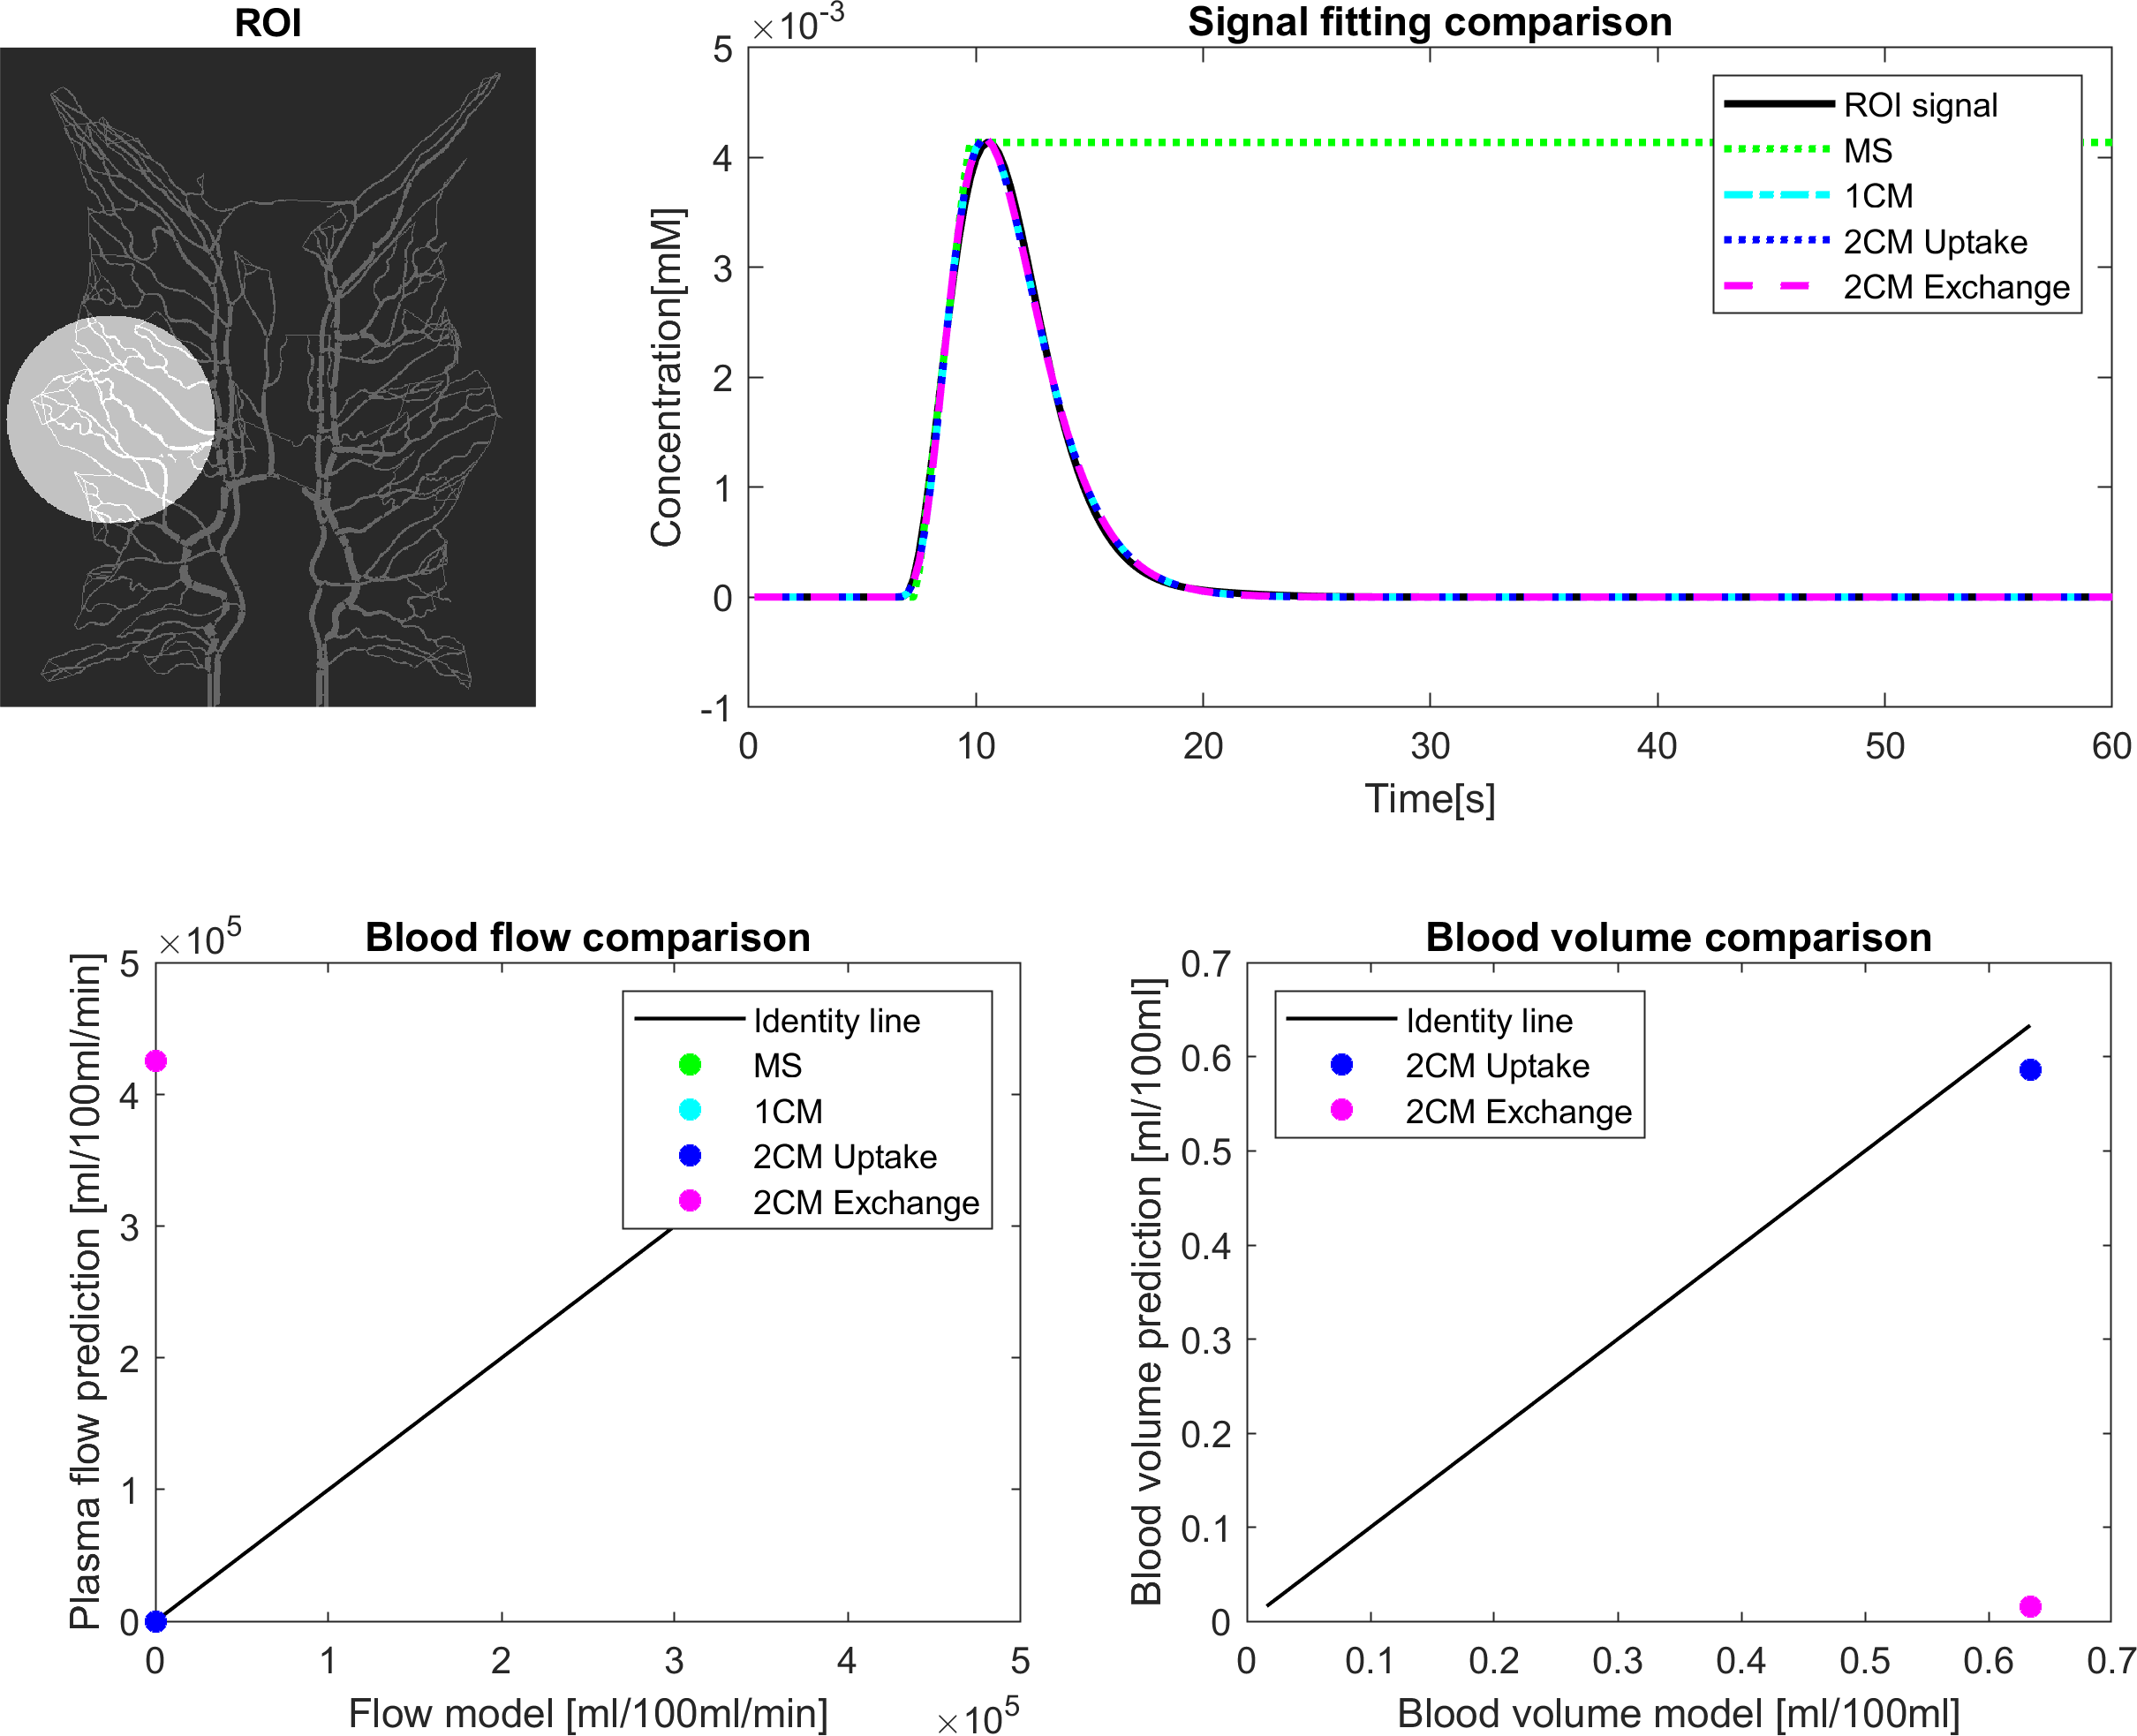 ROI
Signal fitting comparison
×10-3
5
4
3
2
1
0
-1
Concentration[mM]
0 10 20 30 40 50 60
Time[s]
ROI signal
MS
1CM
2CM Uptake
2CM Exchange
Blood flow comparison
×105
5
4
3
2
1
0
Plasma flow prediction [ml/100ml/min]
0 1 2 3 4 5
Flow model [ml/100ml/min]
×105
Identity line
MS
1CM
2CM Uptake
2CM Exchange
Blood volume comparison
0.7
0.6
0.5
0.4
0.3
0.2
0.1
0
Blood volume prediction [ml/100ml]
0 0.1 0.2 0.3 0.4 0.5 0.6 0.7
Blood volume model [ml/100ml]
Identity line
2CM Uptake
2CM Exchange